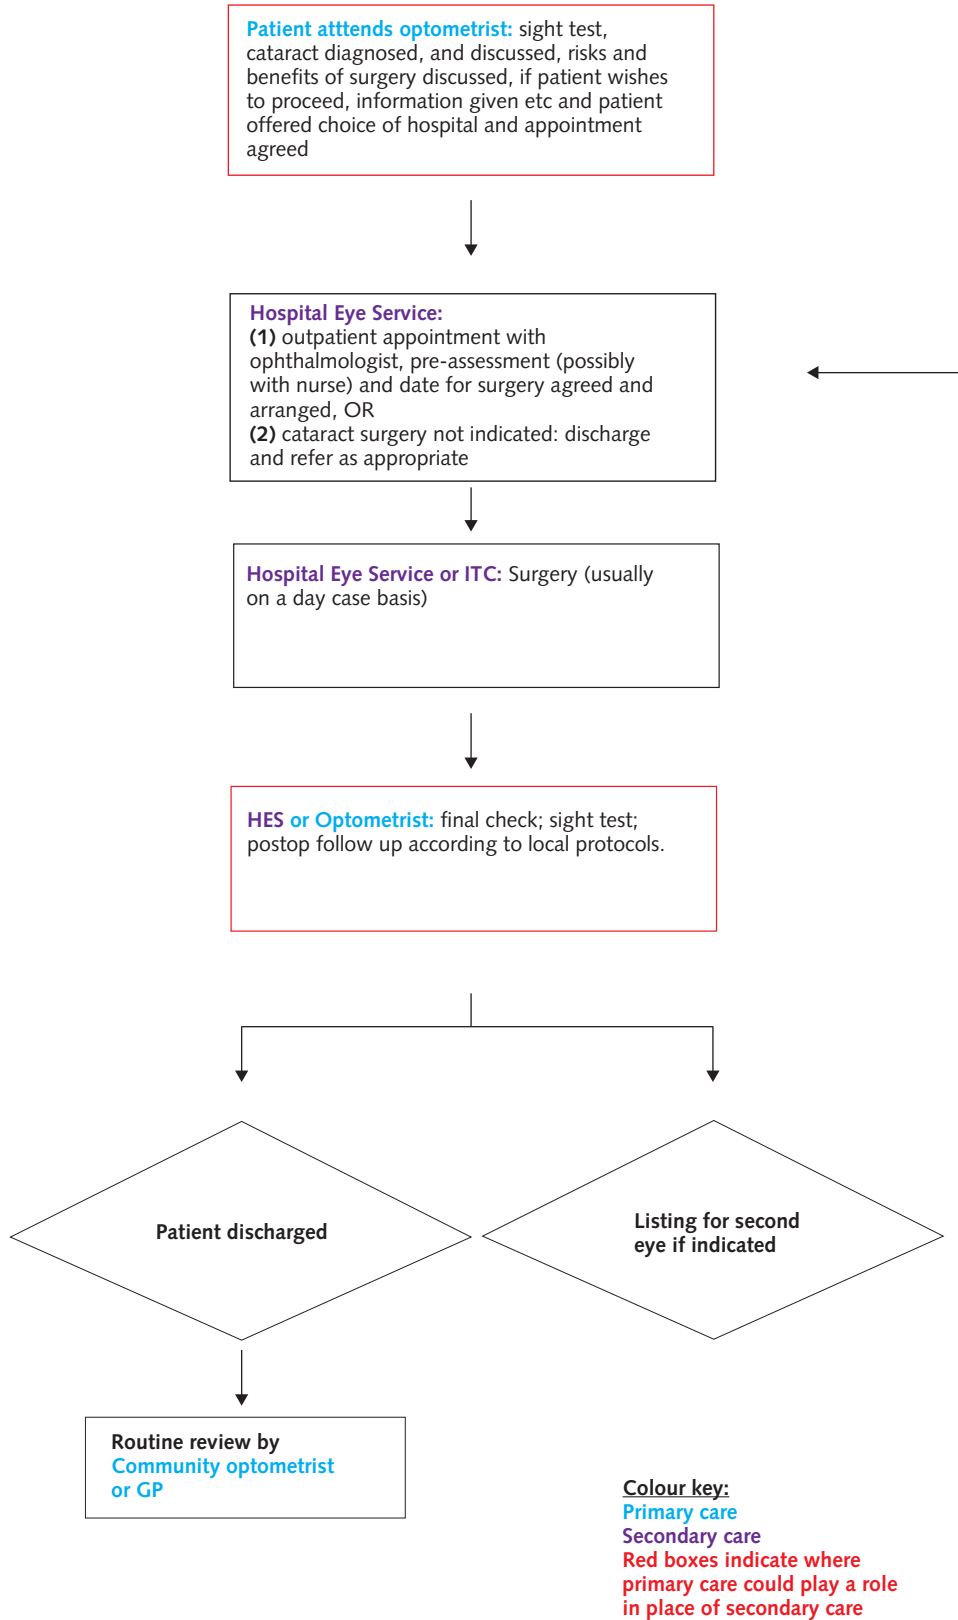 Patient atttends optometrist: sight test,
cataract diagnosed, and discussed, risks and
benefits of surgery discussed, if patient wishes
to proceed, information given etc and patient
offered choice of hospital and appointment
agreed
Hospital Eye Service:
(1) outpatient appointment with
ophthalmologist, pre-assessment (possibly
with nurse) and date for surgery agreed and
arranged, OR
(2) cataract surgery not indicated: discharge
and refer as appropriate
Hospital Eye Service or ITC: Surgery (usually
on a day case basis)
HES or Optometrist: final check; sight test;
postop follow up according to local protocols.
Patient discharged
Listing for second
eye if indicated
Routine review by
Community optometrist
or GP
Colour key:
Primary care
Secondary care
Red boxes indicate where
primary care could play a role
in place of secondary care